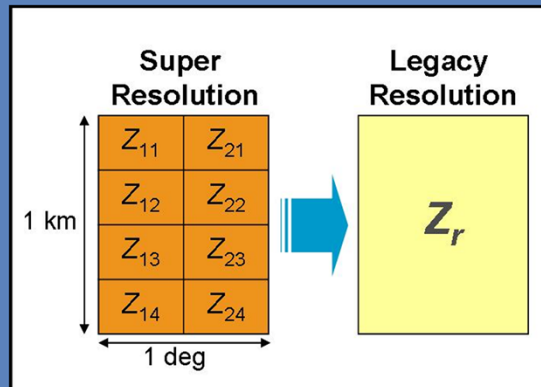 Super Resolution
Legacy Resolution
Z11 Z21
Z12 Z22
1 km
Z13 Z23
Z14 Z24
Zr
1 deg